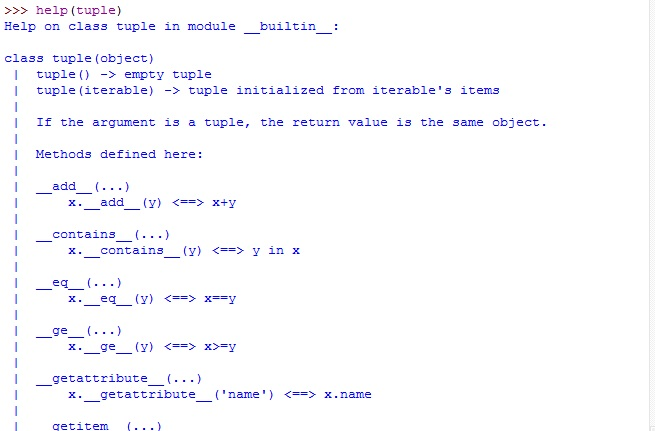 >>> help(tuple)
Help on class tuple in module __builtin__:
class tuple(object)
 |  tuple() -> empty tuple
 |  tuple(iterable) -> tuple initialized from iterable's items
 |
 |  If the argument is a tuple, the return value is the same object.
 |
 |  Methods defined here:
 |
 |  __add__(...)
 |      x.__add__(y) <==> x+y
 |
 |  __contains__(...)
 |      x.__contains__(y) <==> y in x
 |
 |  __eq__(...)
 |      x.__eq__(y) <==> x==y
 |
 |  __ge__(...)
 |      x.__ge__(y) <==> x>=y
 |
 |  __getattribute__(...)
 |      x.__getattribute__('name') <==> x.name
 |
 |  __getitem__(...)